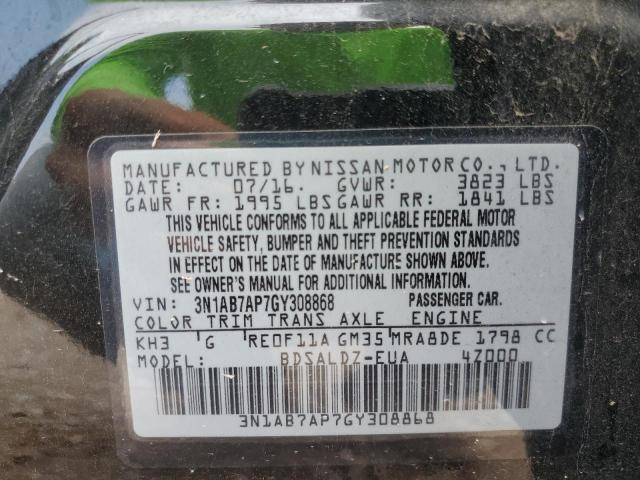 MANUFACTURED BY NISSAN MOTOR CO., LTD.
DATE: 07/16. GVWR: 3823 LBS
GAWR FR: 1995 LBS GAWR RR: 1841 LBS
THIS VEHICLE CONFORMS TO ALL APPLICABLE FEDERAL MOTOR
VEHICLE SAFETY, BUMPER AND THEFT PREVENTION STANDARDS
IN EFFECT ON THE DATE OF MANUFACTURE SHOWN ABOVE.
SEE OWNER'S MANUAL FOR ADDITIONAL INFORMATION.
VIN: 3N1AB7AP7GY308868 PASSENGER CAR.
COLOR TRIM TRANS AXLE ENGINE
KH3 G RE0F11A GM35 MRA8DE 1798 CC
MODEL: BDSALDZ-EUA 4Z000
3N1AB7AP7GY308868